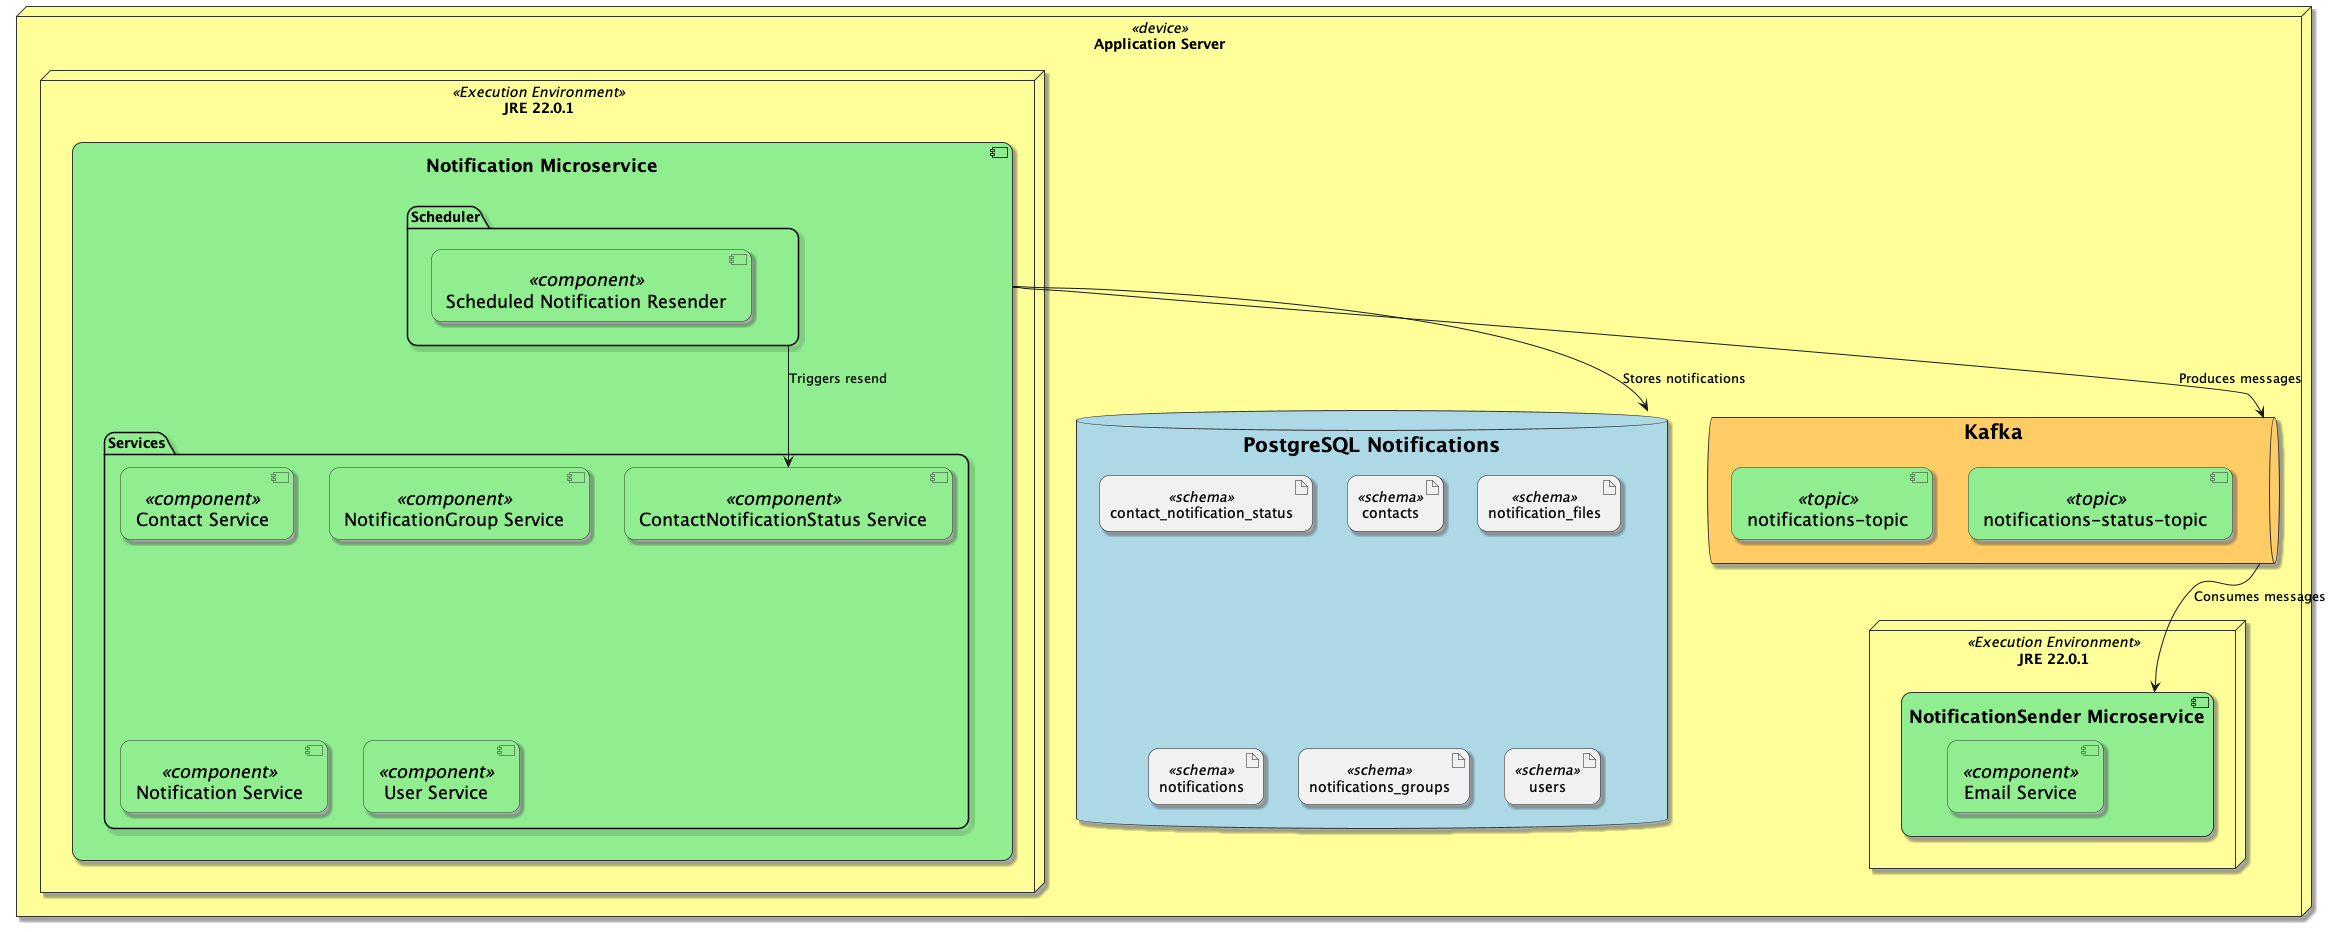 «device»
Application Server
«Execution Environment»
JRE 22.0.1
Notification Microservice
Scheduler
«component»
Scheduled Notification Resender
Triggers resend
Services
«component»
Contact Service
«component»
NotificationGroup Service
«component»
ContactNotificationStatus Service
«component»
Notification Service
«component»
User Service
Stores notifications
Produces messages
PostgreSQL Notifications
«schema»
contact_notification_status
«schema»
contacts
«schema»
notification_files
«schema»
notifications
«schema»
notifications_groups
«schema»
users
Kafka
«topic»
notifications-topic
«topic»
notifications-status-topic
Consumes messages
«Execution Environment»
JRE 22.0.1
NotificationSender Microservice
«component»
Email Service